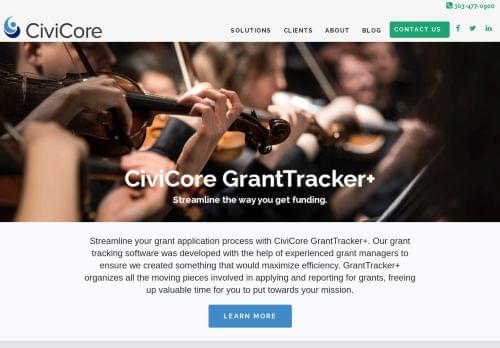 303-477-0900
CiviCore
SOLUTIONS CLIENTS ABOUT BLOG CONTACT US
CiviCore GrantTracker+
Streamline the way you get funding.
Streamline your grant application process with CiviCore GrantTracker+. Our grant
tracking software was developed with the help of experienced grant managers to
ensure we created something that would maximize efficiency. GrantTracker+
organizes all the moving pieces involved in applying and reporting for grants, freeing
up valuable time for you to put towards your mission.
LEARN MORE